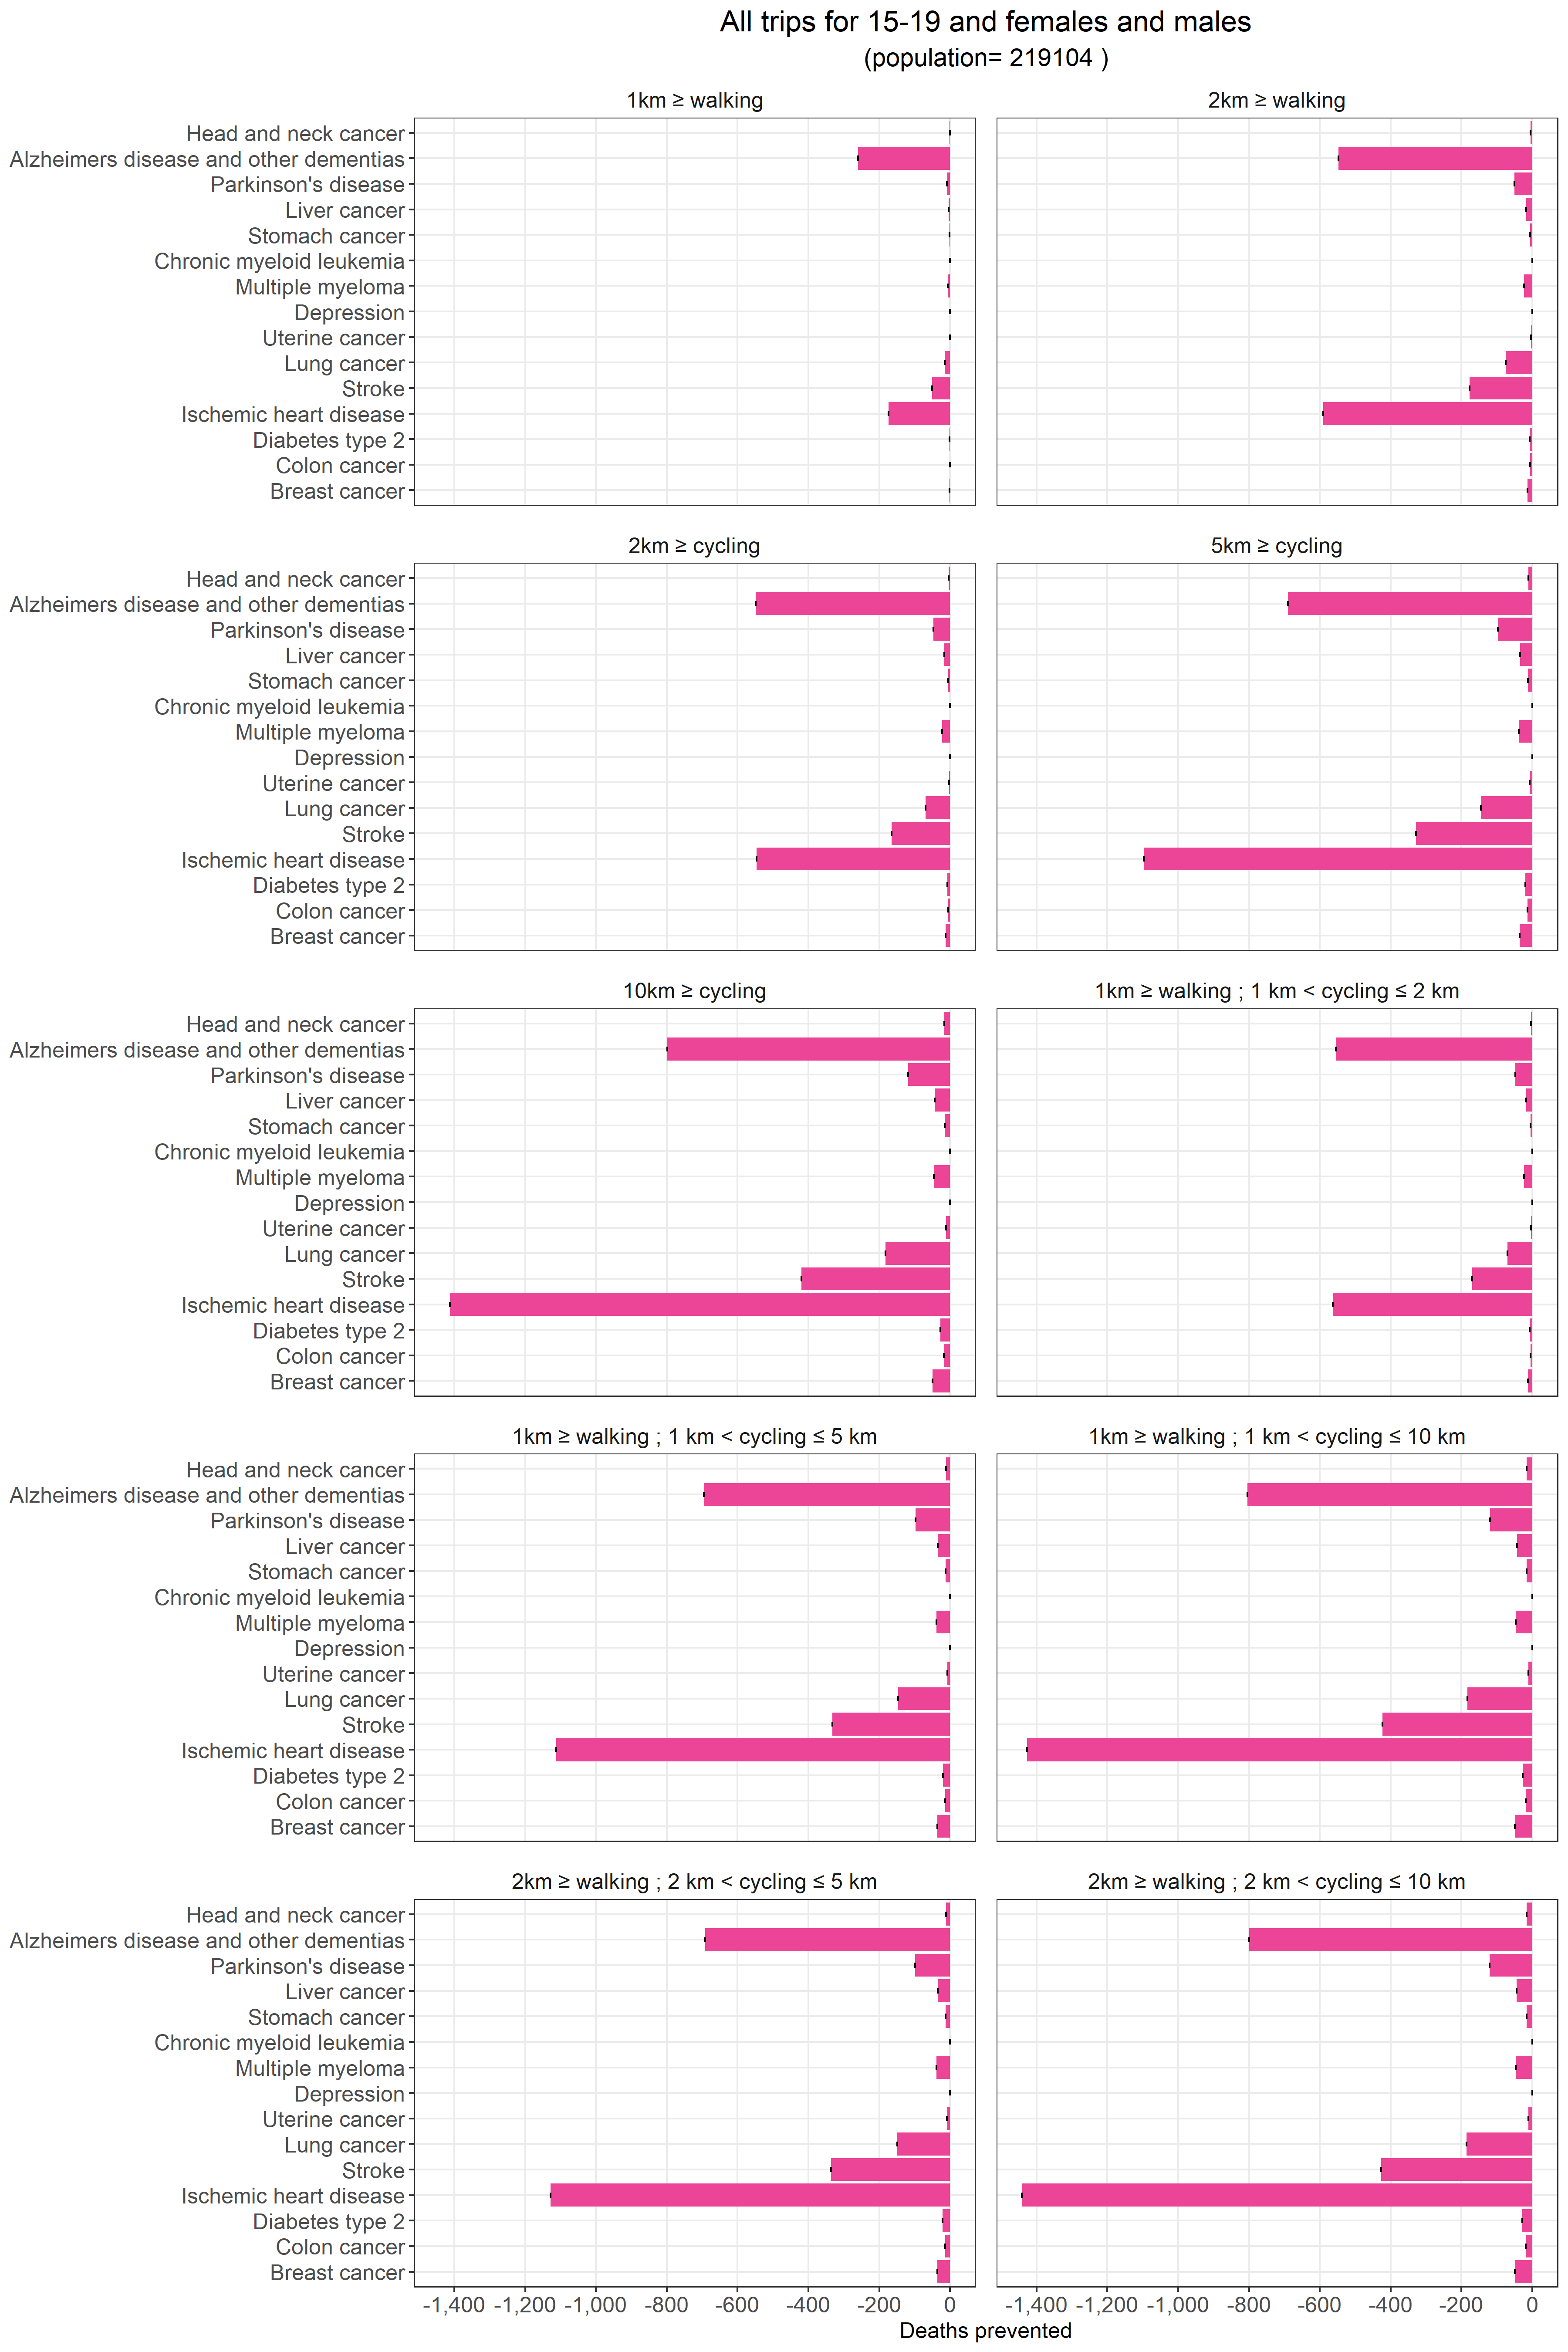 All trips for 15-19 and females and males
(population= 219104 )
1km ≥ walking
2km ≥ walking
Head and neck cancer
Alzheimers disease and other dementias
Parkinson's disease
Liver cancer
Stomach cancer
Chronic myeloid leukemia
Multiple myeloma
Depression
Uterine cancer
Lung cancer
Stroke
Ischemic heart disease
Diabetes type 2
Colon cancer
Breast cancer
2km ≥ cycling
5km ≥ cycling
Head and neck cancer
Alzheimers disease and other dementias
Parkinson's disease
Liver cancer
Stomach cancer
Chronic myeloid leukemia
Multiple myeloma
Depression
Uterine cancer
Lung cancer
Stroke
Ischemic heart disease
Diabetes type 2
Colon cancer
Breast cancer
10km ≥ cycling
1km ≥ walking ; 1 km < cycling ≤ 2 km
Head and neck cancer
Alzheimers disease and other dementias
Parkinson's disease
Liver cancer
Stomach cancer
Chronic myeloid leukemia
Multiple myeloma
Depression
Uterine cancer
Lung cancer
Stroke
Ischemic heart disease
Diabetes type 2
Colon cancer
Breast cancer
1km ≥ walking ; 1 km < cycling ≤ 5 km
1km ≥ walking ; 1 km < cycling ≤ 10 km
Head and neck cancer
Alzheimers disease and other dementias
Parkinson's disease
Liver cancer
Stomach cancer
Chronic myeloid leukemia
Multiple myeloma
Depression
Uterine cancer
Lung cancer
Stroke
Ischemic heart disease
Diabetes type 2
Colon cancer
Breast cancer
2km ≥ walking ; 2 km < cycling ≤ 5 km
2km ≥ walking ; 2 km < cycling ≤ 10 km
Head and neck cancer
Alzheimers disease and other dementias
Parkinson's disease
Liver cancer
Stomach cancer
Chronic myeloid leukemia
Multiple myeloma
Depression
Uterine cancer
Lung cancer
Stroke
Ischemic heart disease
Diabetes type 2
Colon cancer
Breast cancer
-1,400 -1,200 -1,000 -800 -600 -400 -200 0
-1,400 -1,200 -1,000 -800 -600 -400 -200 0
Deaths prevented